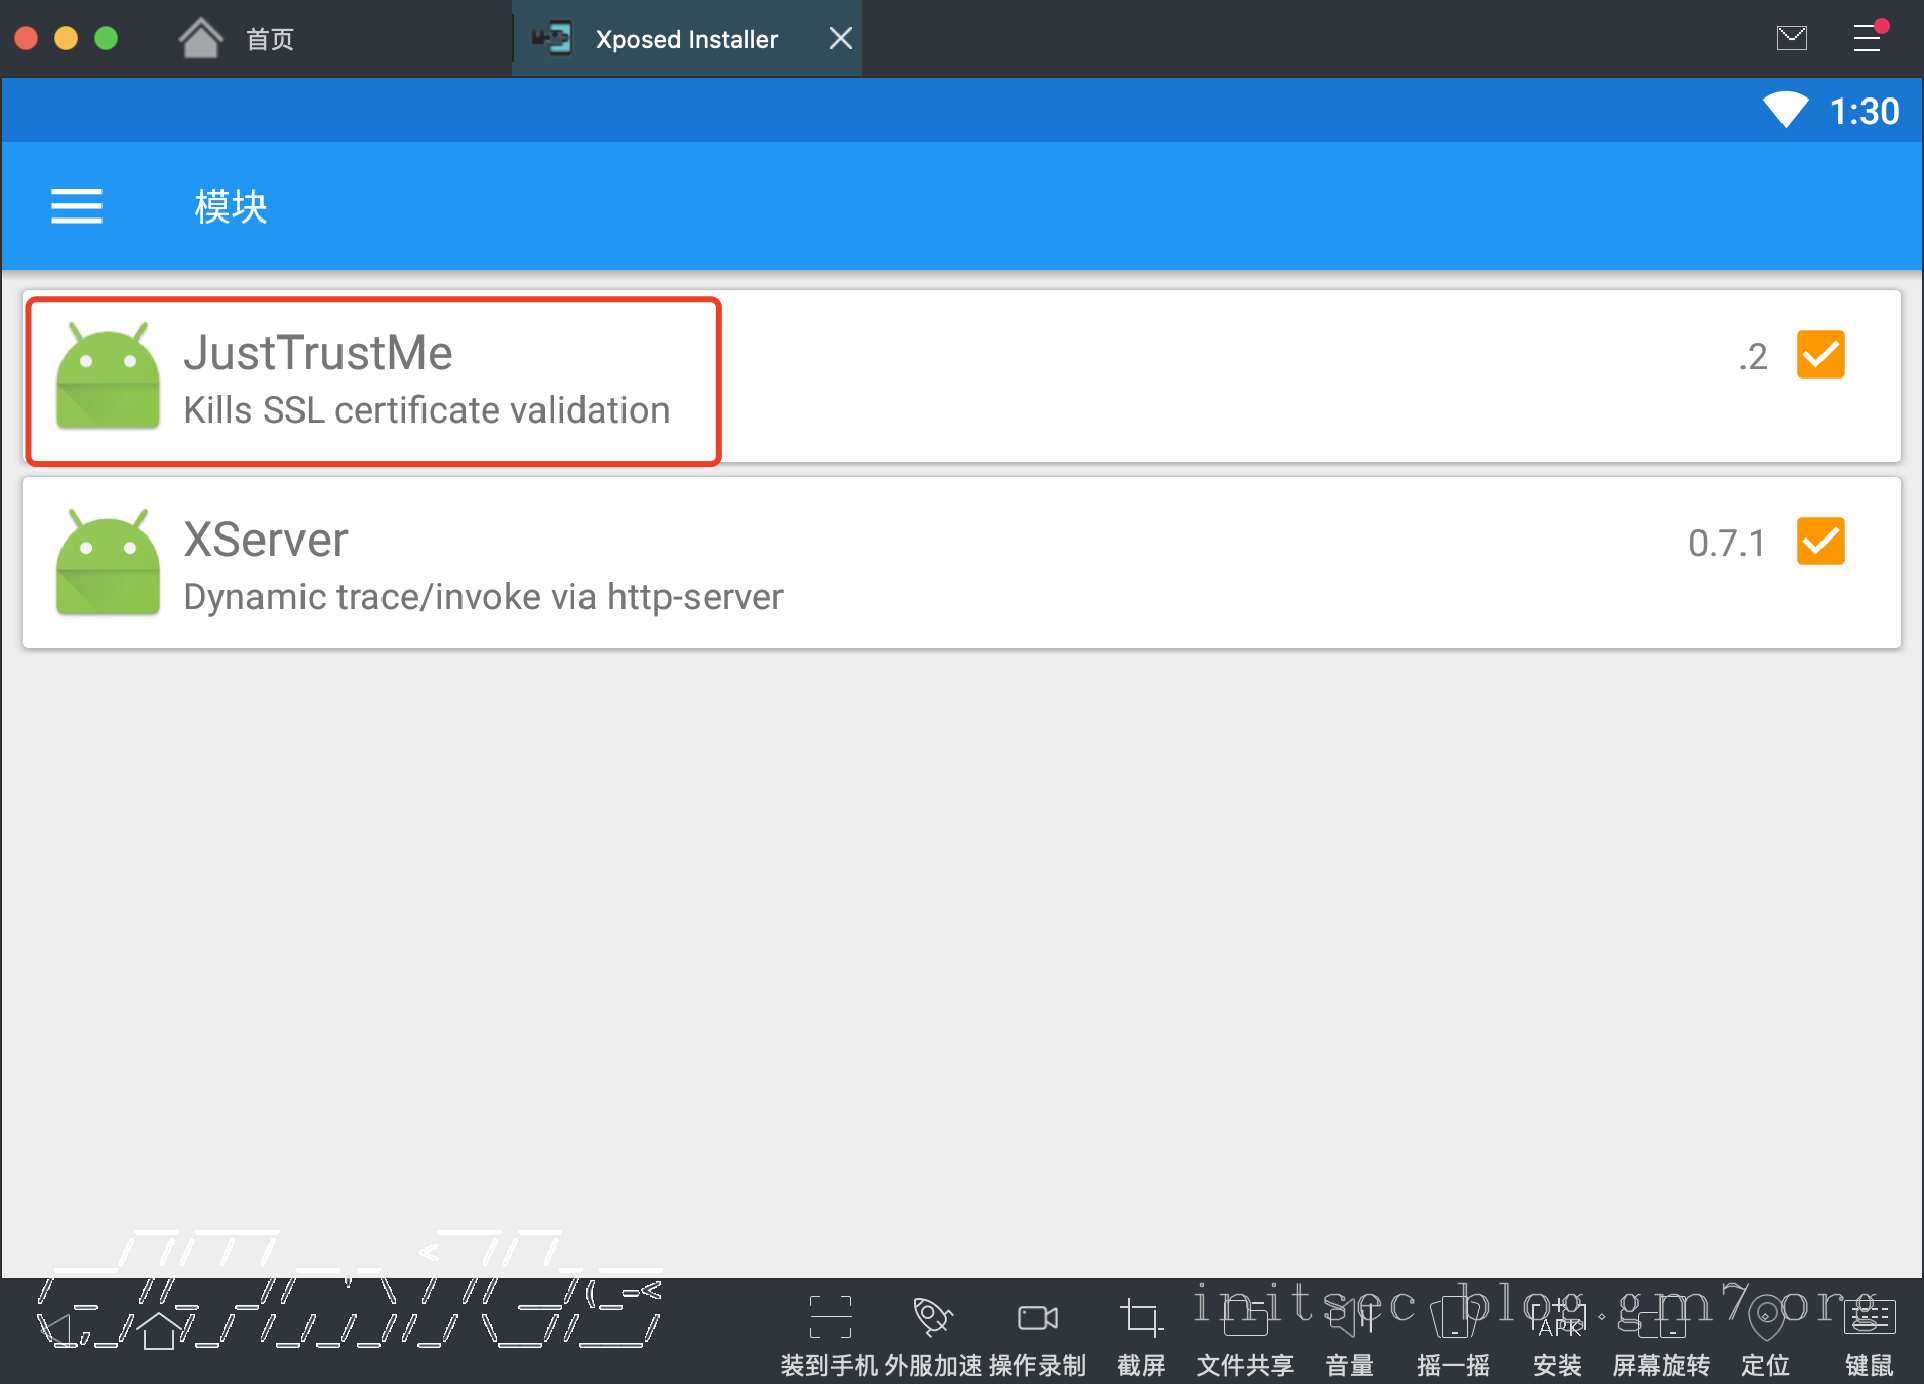 首页
Xposed Installer
1:30
模块
JustTrustMe
.2
Kills SSL certificate validation
XServer
0.7.1
Dynamic trace/invoke via http-server
initsec blog.gm7.org
APK
装到手机 外服加速 操作录制 截屏 文件共享 音量 摇一摇 安装 屏幕旋转 定位 键鼠